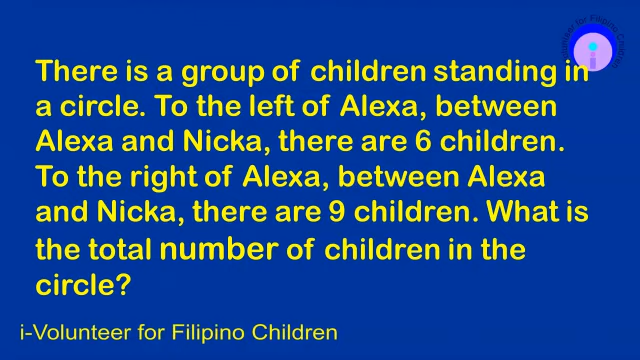 There is a group of children standing in
a circle. To the left of Alexa, between
Alexa and Nicka, there are 6 children.
To the right of Alexa, between Alexa
and Nicka, there are 9 children. What is
the total number of children in the
circle?
i-Volunteer for Filipino Children